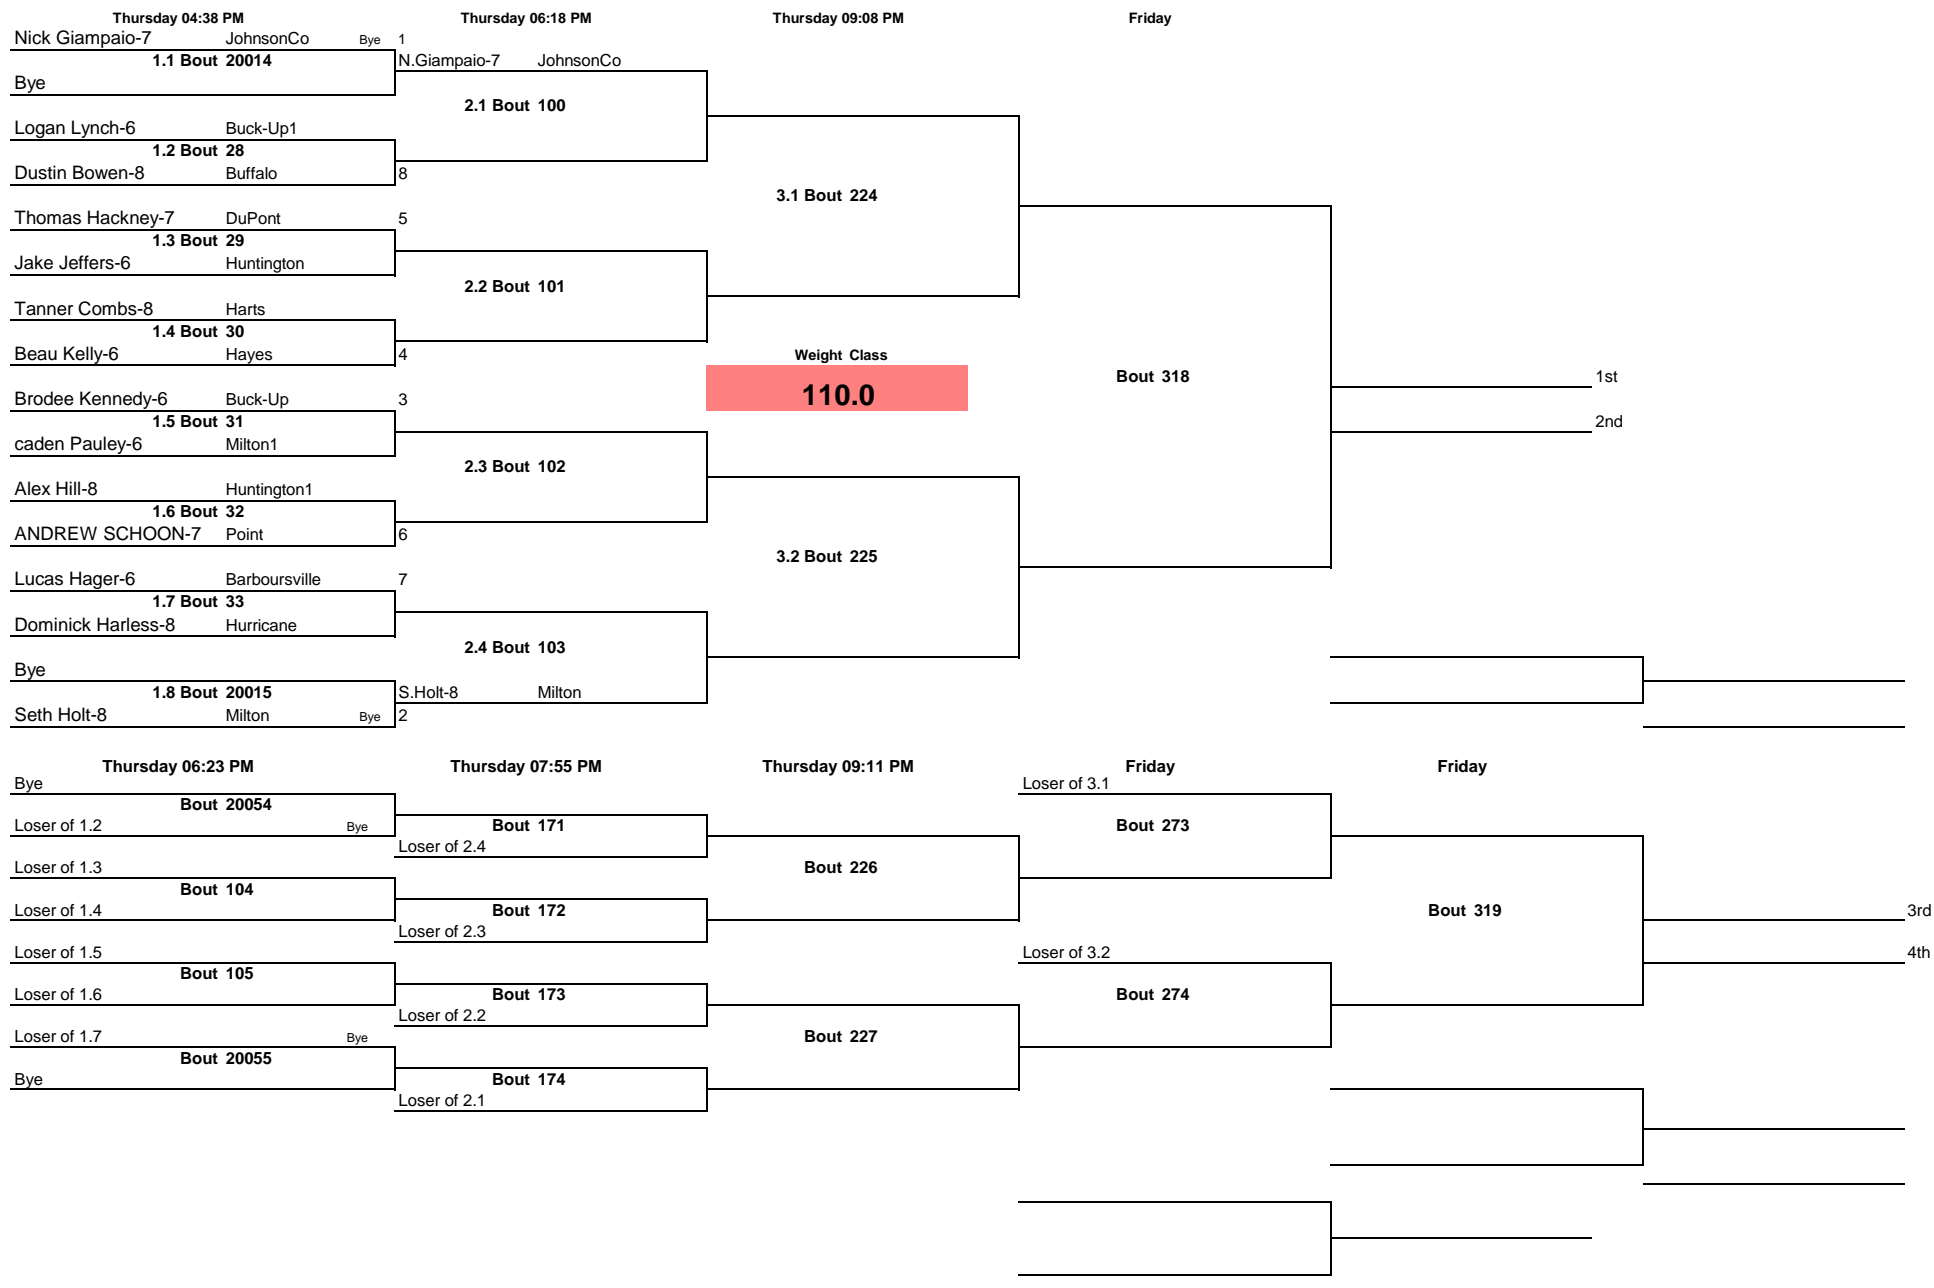 Thursday 04:38 PM Thursday 06:18 PM Thursday 09:08 PM Friday
Nick Giampaio-7 JohnsonCo Bye 1
1.1 Bout 20014 N.Giampaio-7 JohnsonCo
Bye
2.1 Bout 100
Logan Lynch-6 Buck-Up1
1.2 Bout 28
Dustin Bowen-8 Buffalo 8
3.1 Bout 224
Thomas Hackney-7 DuPont 5
1.3 Bout 29
Jake Jeffers-6 Huntington
2.2 Bout 101
Tanner Combs-8 Harts
1.4 Bout 30
Beau Kelly-6 Hayes 4 Weight Class
Bout 318 1st
Brodee Kennedy-6 Buck-Up 3 110.0
1.5 Bout 31 2nd
caden Pauley-6 Milton1
2.3 Bout 102
Alex Hill-8 Huntington1
1.6 Bout 32
ANDREW SCHOON-7 Point 6
3.2 Bout 225
Lucas Hager-6 Barboursville 7
1.7 Bout 33
Dominick Harless-8 Hurricane
2.4 Bout 103
Bye
1.8 Bout 20015 S.Holt-8 Milton
Seth Holt-8 Milton Bye 2
Thursday 06:23 PM Thursday 07:55 PM Thursday 09:11 PM Friday Friday
Bye Loser of 3.1
Bout 20054
Loser of 1.2 Bye Bout 171 Bout 273
Loser of 2.4
Loser of 1.3 Bout 226
Bout 104
Loser of 1.4 Bout 172 Bout 319 3rd
Loser of 2.3
Loser of 1.5 Loser of 3.2 4th
Bout 105
Loser of 1.6 Bout 173 Bout 274
Loser of 2.2
Loser of 1.7 Bye Bout 227
Bout 20055
Bye Bout 174
Loser of 2.1